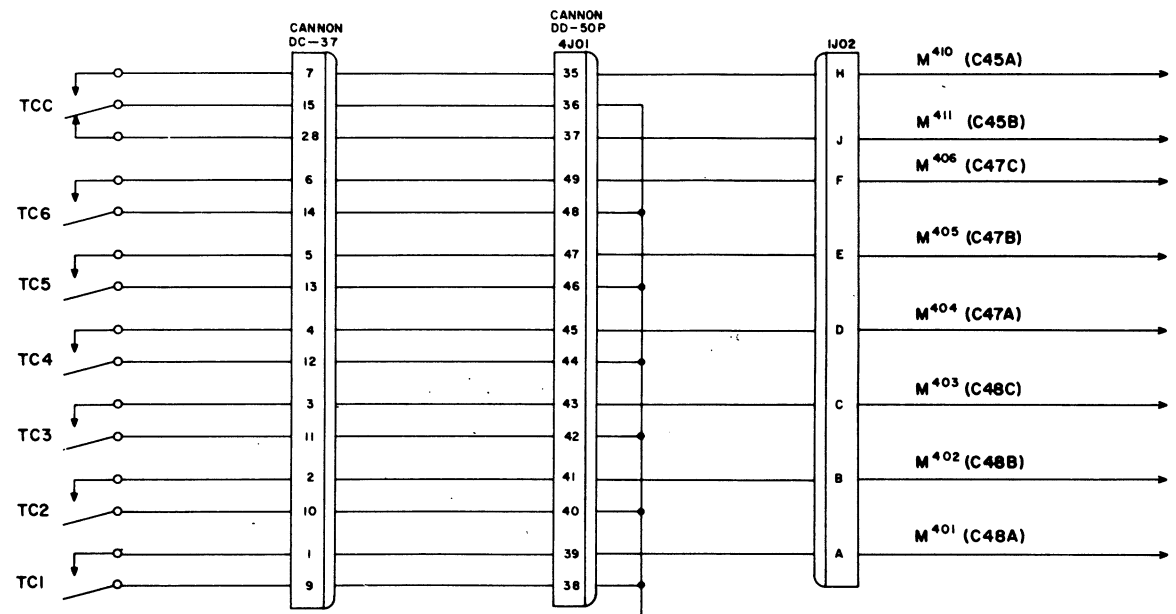 CANNON
DC-37
CANNON
DD-50P
4J01
1J02
TCC
7
35
H
M410 (C45A)
15
36
28
37
J
M411 (C45B)
TC6
6
49
F
M406 (C47C)
14
48
TC5
5
47
E
M405 (C47B)
13
46
TC4
4
45
D
M404 (C47A)
12
44
TC3
3
43
C
M403 (C48C)
11
42
TC2
2
41
B
M402 (C48B)
10
40
TC1
1
39
A
M401 (C48A)
9
38